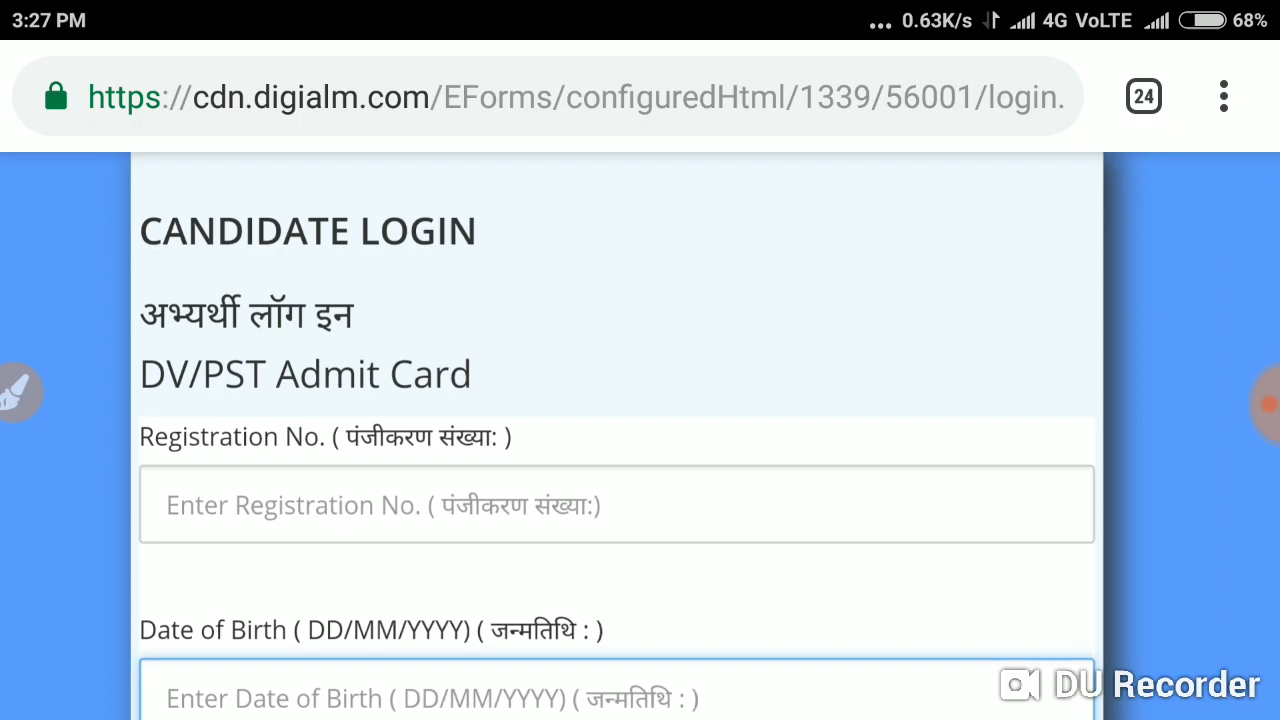 3:27 PM ... 0.63K/s 4G VoLTE 68%
https://cdn.digialm.com/EForms/configuredHtml/1339/56001/login. 24
CANDIDATE LOGIN
अभ्यर्थी लॉग इन
DV/PST Admit Card
Registration No. ( पंजीकरण संख्या: )
Enter Registration No. ( पंजीकरण संख्या:)
Date of Birth ( DD/MM/YYYY) ( जन्मतिथि : )
Enter Date of Birth ( DD/MM/YYYY) ( जन्मतिथि : )
DU Recorder